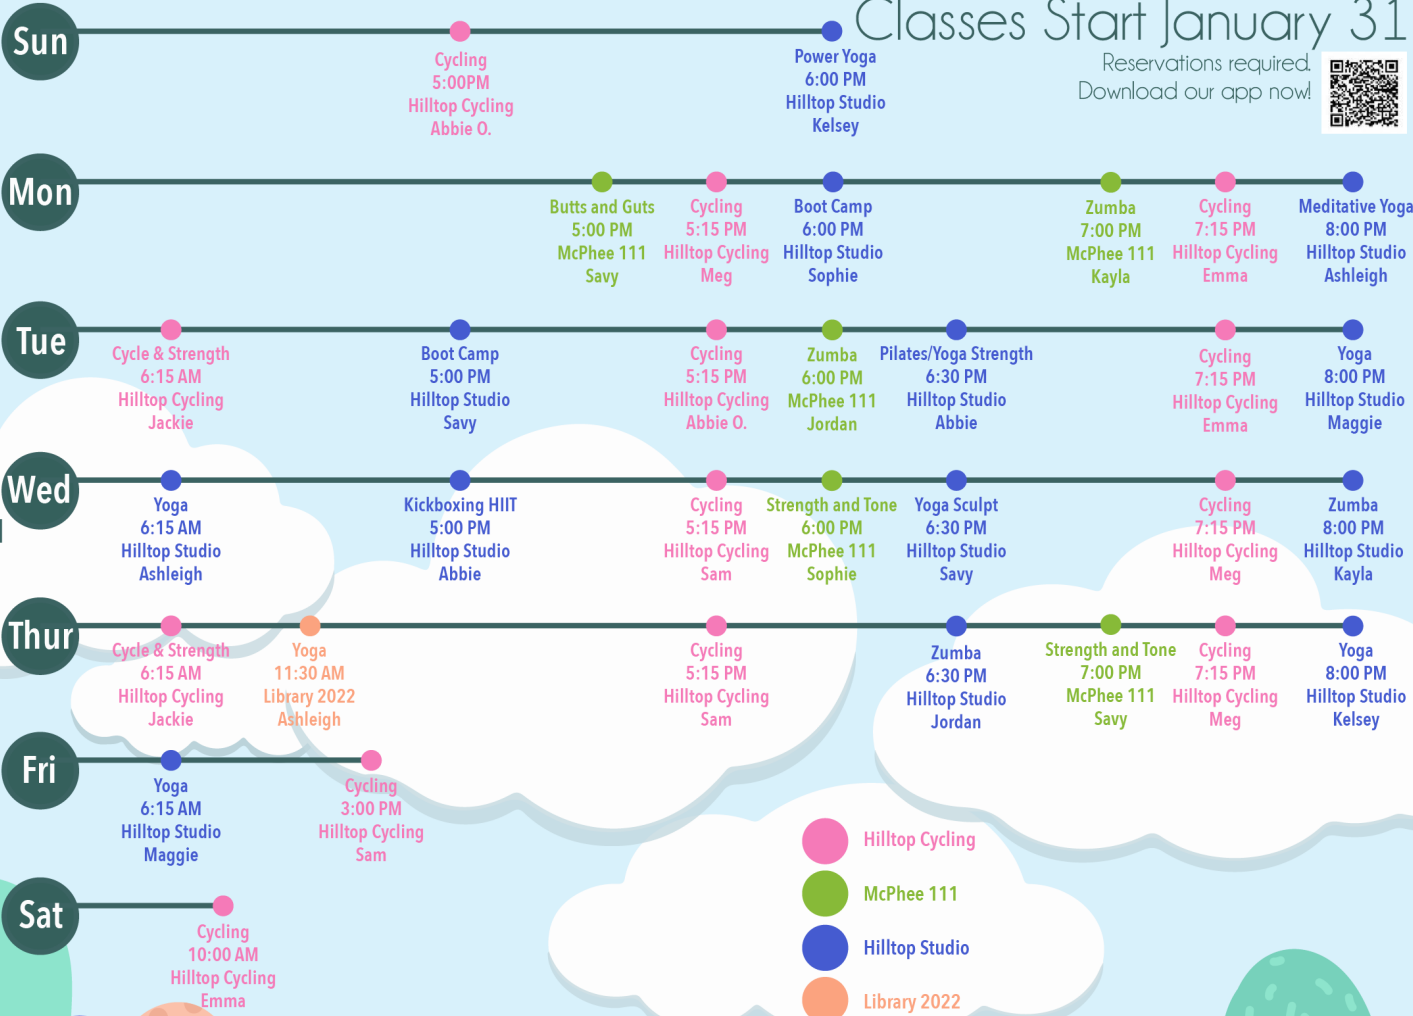 Classes Start January 31
Reservations required.
Download our app now!
Sun
Cycling
5:00PM
Hilltop Cycling
Abbie O.
Power Yoga
6:00 PM
Hilltop Studio
Kelsey
Mon
Butts and Guts
5:00 PM
McPhee 111
Savy
Cycling
5:15 PM
Hilltop Cycling
Meg
Boot Camp
6:00 PM
Hilltop Studio
Sophie
Zumba
7:00 PM
McPhee 111
Kayla
Cycling
7:15 PM
Hilltop Cycling
Emma
Meditative Yoga
8:00 PM
Hilltop Studio
Ashleigh
Tue
Cycle & Strength
6:15 AM
Hilltop Cycling
Jackie
Boot Camp
5:00 PM
Hilltop Studio
Savy
Cycling
5:15 PM
Hilltop Cycling
Abbie O.
Zumba
6:00 PM
McPhee 111
Jordan
Pilates/Yoga Strength
6:30 PM
Hilltop Studio
Abbie
Cycling
7:15 PM
Hilltop Cycling
Emma
Yoga
8:00 PM
Hilltop Studio
Maggie
Wed
Yoga
6:15 AM
Hilltop Studio
Ashleigh
Kickboxing HIIT
5:00 PM
Hilltop Studio
Abbie
Cycling
5:15 PM
Hilltop Cycling
Sam
Strength and Tone
6:00 PM
McPhee 111
Sophie
Yoga Sculpt
6:30 PM
Hilltop Studio
Savy
Cycling
7:15 PM
Hilltop Cycling
Meg
Zumba
8:00 PM
Hilltop Studio
Kayla
Thur
Cycle & Strength
6:15 AM
Hilltop Cycling
Jackie
Yoga
11:30 AM
Library 2022
Ashleigh
Cycling
5:15 PM
Hilltop Cycling
Sam
Zumba
6:30 PM
Hilltop Studio
Jordan
Strength and Tone
7:00 PM
McPhee 111
Savy
Cycling
7:15 PM
Hilltop Cycling
Meg
Yoga
8:00 PM
Hilltop Studio
Kelsey
Fri
Yoga
6:15 AM
Hilltop Studio
Maggie
Cycling
3:00 PM
Hilltop Cycling
Sam
Sat
Cycling
10:00 AM
Hilltop Cycling
Emma
Hilltop Cycling
McPhee 111
Hilltop Studio
Library 2022